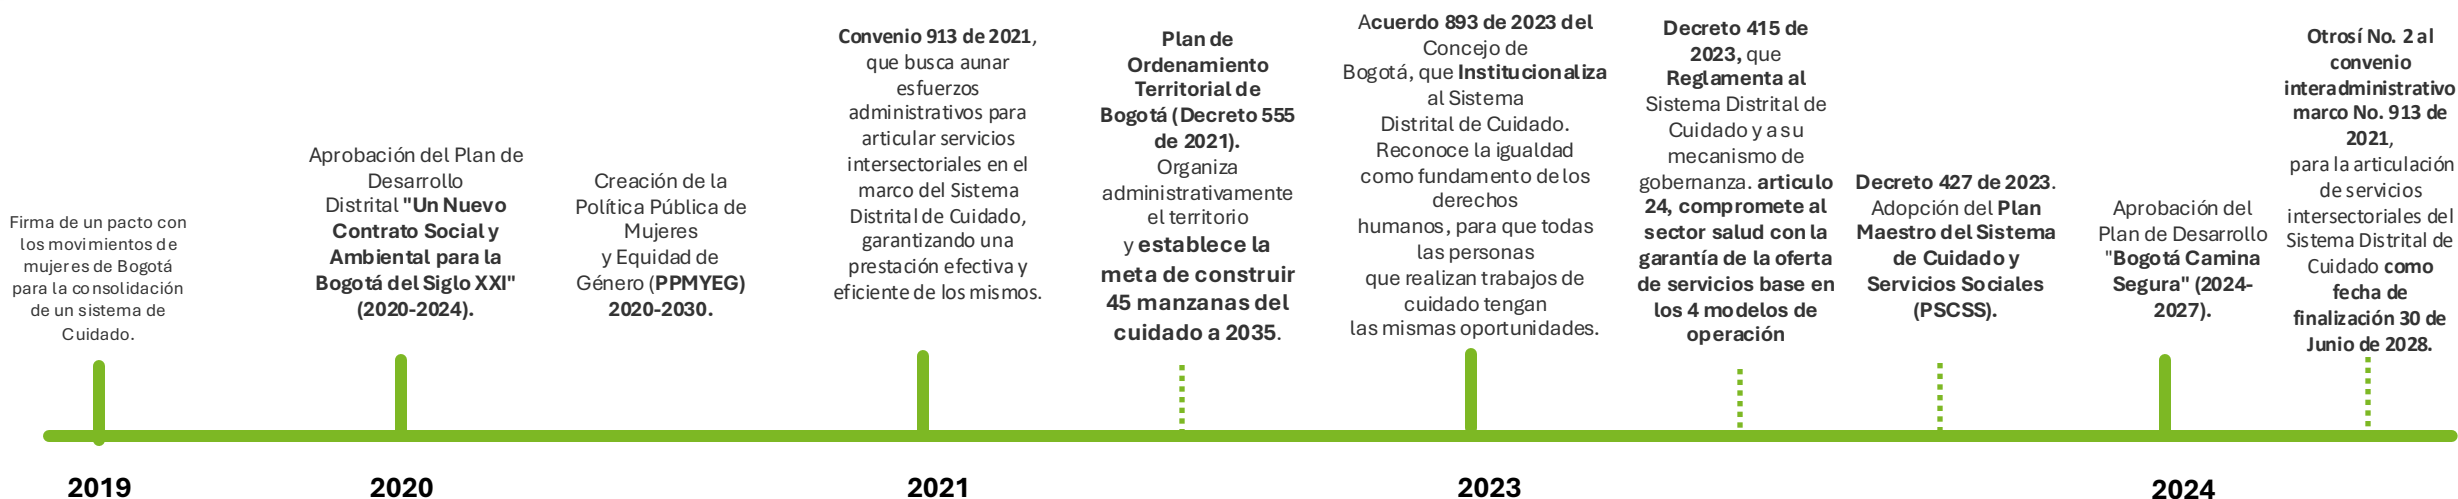 Firma de un pacto con
los movimientos de
mujeres de Bogotá
para la consolidación
de un sistema de
Cuidado.
Aprobación del Plan de
Desarrollo
Distrital "Un Nuevo
Contrato Social y
Ambiental para la
Bogotá del Siglo XXI"
(2020-2024).
Creación de la
Política Pública de
Mujeres
y Equidad de
Género (PPMYEG)
2020-2030.
Convenio 913 de 2021,
que busca aunar
esfuerzos
administrativos para
articular servicios
intersectoriales en el
marco del Sistema
Distrital de Cuidado,
garantizando una
prestación efectiva y
eficiente de los mismos.
Plan de
Ordenamiento
Territorial de
Bogotá (Decreto 555
de 2021).
Organiza
administrativamente
el territorio
y establece la
meta de construir
45 manzanas del
cuidado a 2035.
Acuerdo 893 de 2023 del
Concejo de
Bogotá, que Institucionaliza
al Sistema
Distrital de Cuidado.
Reconoce la igualdad
como fundamento de los
derechos
humanos, para que todas
las personas
que realizan trabajos de
cuidado tengan
las mismas oportunidades.
Decreto 415 de
2023, que
Reglamenta al
Sistema Distrital de
Cuidado y a su
mecanismo de
gobernanza. articulo
24, compromete al
sector salud con la
garantía de la oferta
de servicios base en
los 4 modelos de
operación
Decreto 427 de 2023.
Adopción del Plan
Maestro del Sistema
de Cuidado y
Servicios Sociales
(PSCSS).
Aprobación del
Plan de Desarrollo
"Bogotá Camina
Segura" (2024-
2027).
Otrosí No. 2 al
convenio
interadministrativo
marco No. 913 de
2021,
para la articulación
de servicios
intersectoriales del
Sistema Distrital de
Cuidado como
fecha de
finalización 30 de
Junio de 2028.
2019
2020
2021
2023
2024